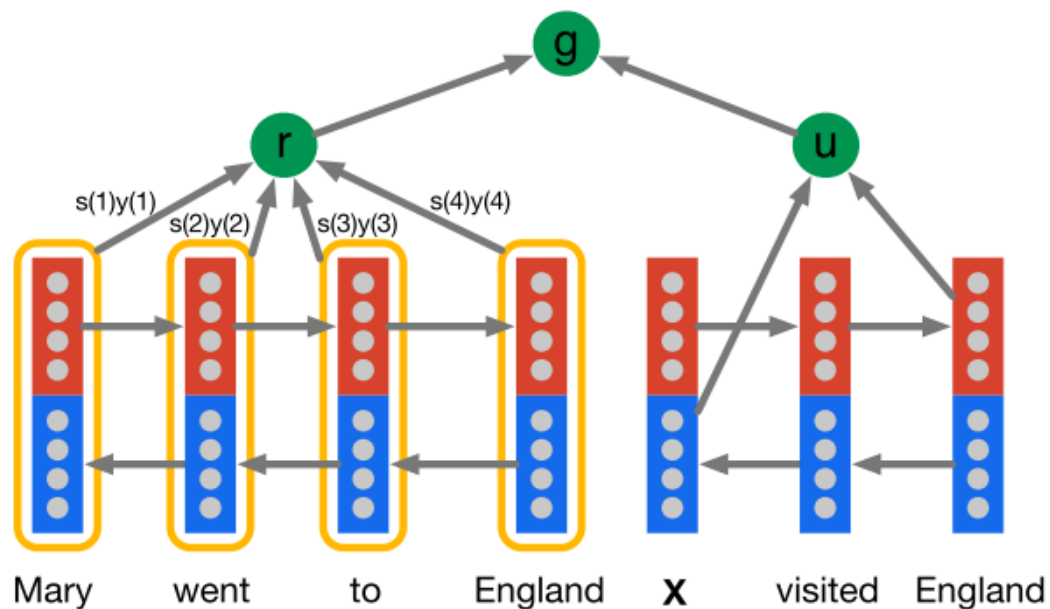 g
r
u
s(1)y(1)
s(2)y(2)
s(3)y(3)
s(4)y(4)
Mary went to England X visited England